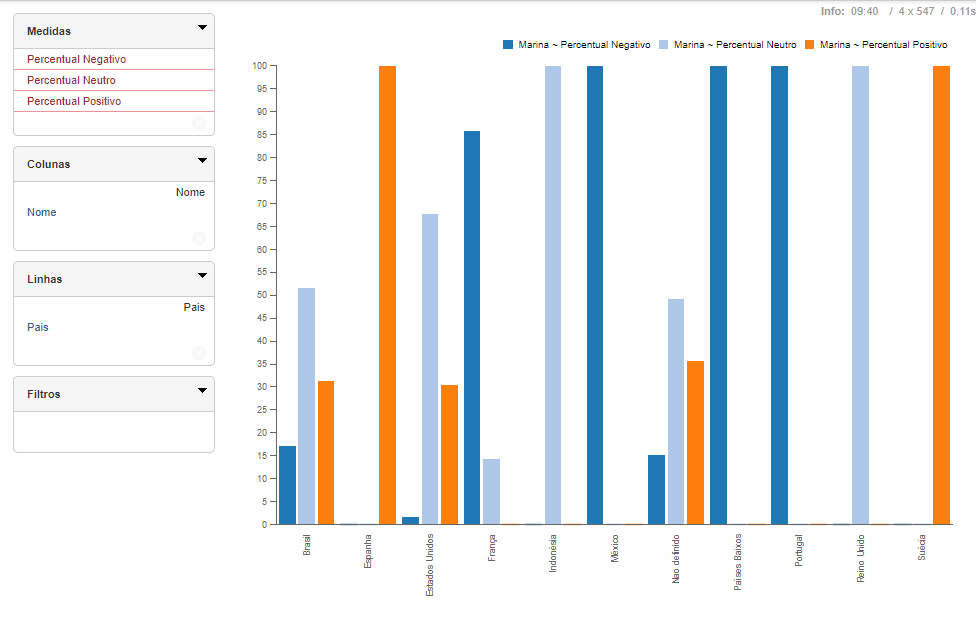 Info: 09:40 / 4 x 547 / 0.11s
Medidas
Percentual Negativo
Percentual Neutro
Percentual Positivo
Colunas
Nome
Nome
Linhas
Pais
Pais
Filtros
Marina ~ Percentual Negativo Marina ~ Percentual Neutro Marina ~ Percentual Positivo
100
95
90
85
80
75
70
65
60
55
50
45
40
35
30
25
20
15
10
5
0
Brasil
Espanha
Estados Unidos
França
Indonésia
México
Nao definido
Países Baixos
Portugal
Reino Unido
Suécia